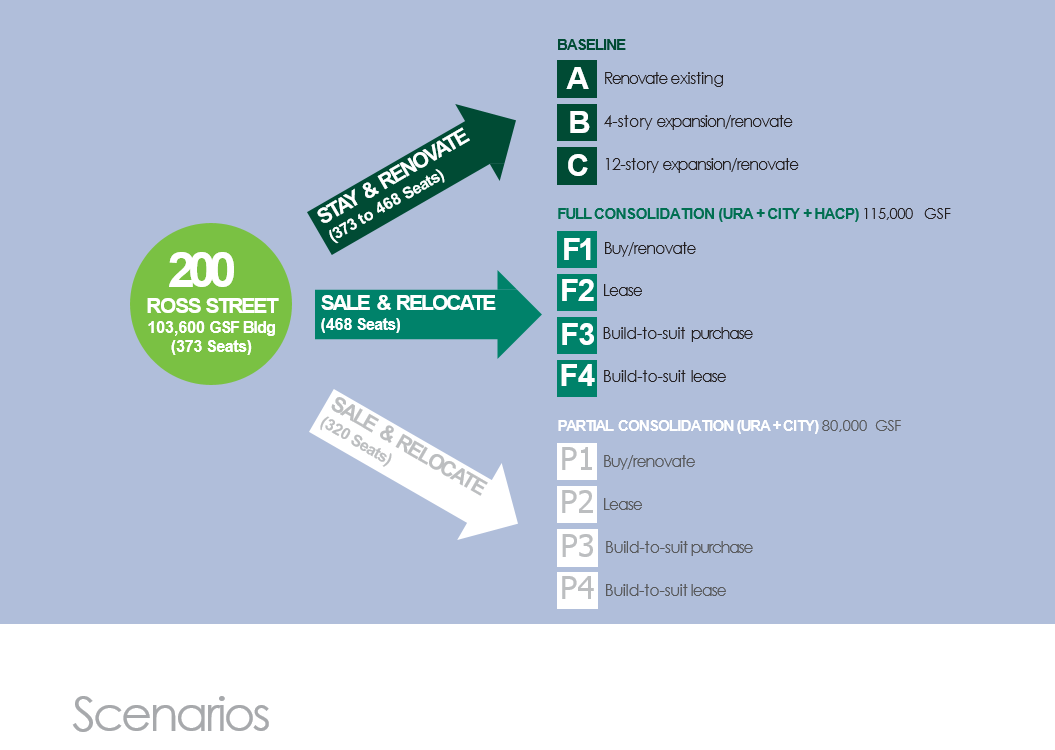 200
ROSS STREET
103,600 GSF Bldg
(373 Seats)
STAY & RENOVATE
(373 to 468 Seats)
BASELINE
A Renovate existing
B 4-story expansion/renovate
C 12-story expansion/renovate
SALE & RELOCATE
(468 Seats)
FULL CONSOLIDATION (URA + CITY + HACP) 115,000 GSF
F1 Buy/renovate
F2 Lease
F3 Build-to-suit purchase
F4 Build-to-suit lease
SALE & RELOCATE
(320 Seats)
PARTIAL CONSOLIDATION (URA + CITY) 80,000 GSF
P1 Buy/renovate
P2 Lease
P3 Build-to-suit purchase
P4 Build-to-suit lease
Scenarios